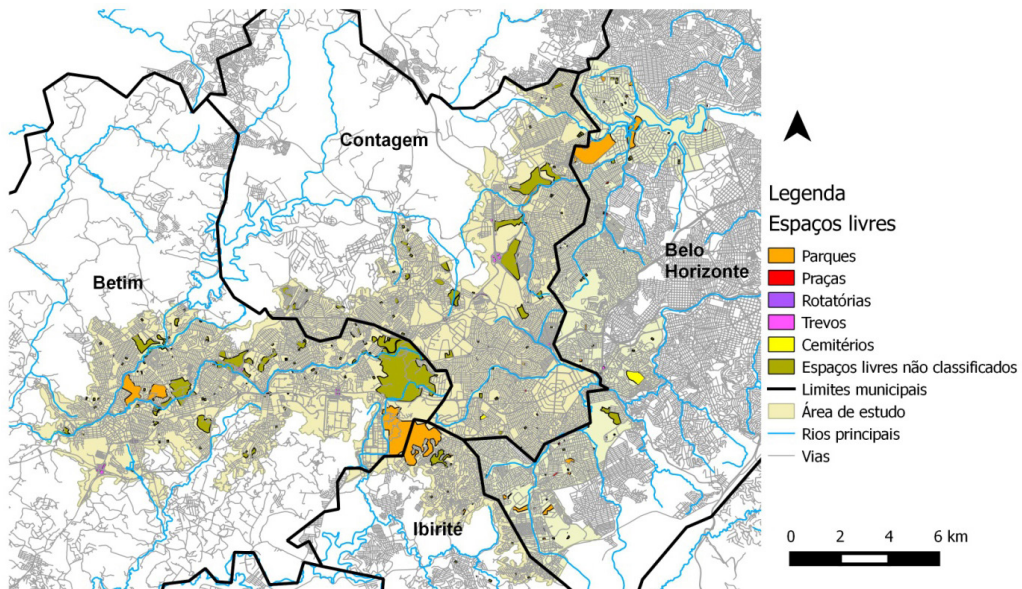 Contagem
Betim
Belo
Horizonte
Ibirité
Legenda
Espaços livres
Parques
Praças
Rotatórias
Trevos
Cemitérios
Espaços livres não classificados
Limites municipais
Área de estudo
Rios principais
Vias
0 2 4 6 km